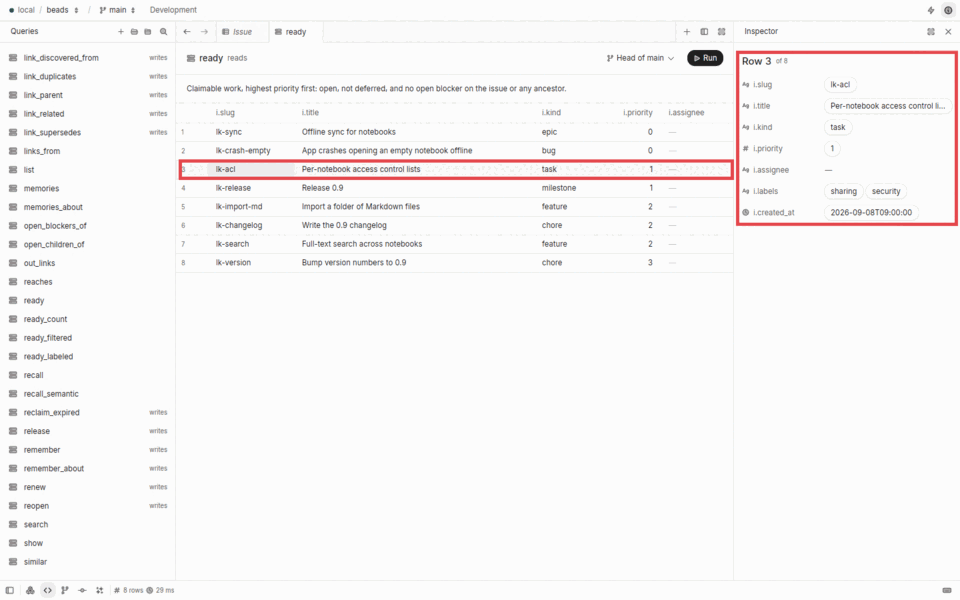 local / beads / main Development
Queries
Issue
ready
Inspector
link_discovered_from writes
link_duplicates writes
link_parent writes
link_related writes
link_supersedes writes
links_from
list
memories
memories_about
open_blockers_of
open_children_of
out_links
reaches
ready
ready_count
ready_filtered
ready_labeled
recall
recall_semantic
reclaim_expired writes
release writes
remember writes
remember_about writes
renew writes
reopen writes
search
show
similar
ready reads
Head of main
Run
Claimable work, highest priority first: open, not deferred, and no open blocker on the issue or any ancestor.
i.slug i.title i.kind i.priority i.assignee
1 lk-sync Offline sync for notebooks epic 0 —
2 lk-crash-empty App crashes opening an empty notebook offline bug 0 —
3 lk-acl Per-notebook access control lists task 1 —
4 lk-release Release 0.9 milestone 1 —
5 lk-import-md Import a folder of Markdown files feature 2 —
6 lk-changelog Write the 0.9 changelog chore 2 —
7 lk-search Full-text search across notebooks feature 2 —
8 lk-version Bump version numbers to 0.9 chore 3 —
Row 3 of 8
Ag i.slug lk-acl
Ag i.title Per-notebook access control li...
Ag i.kind task
# i.priority 1
Ag i.assignee —
Ag i.labels sharing security
i.created_at 2026-09-08T09:00:00
# 8 rows 29 ms